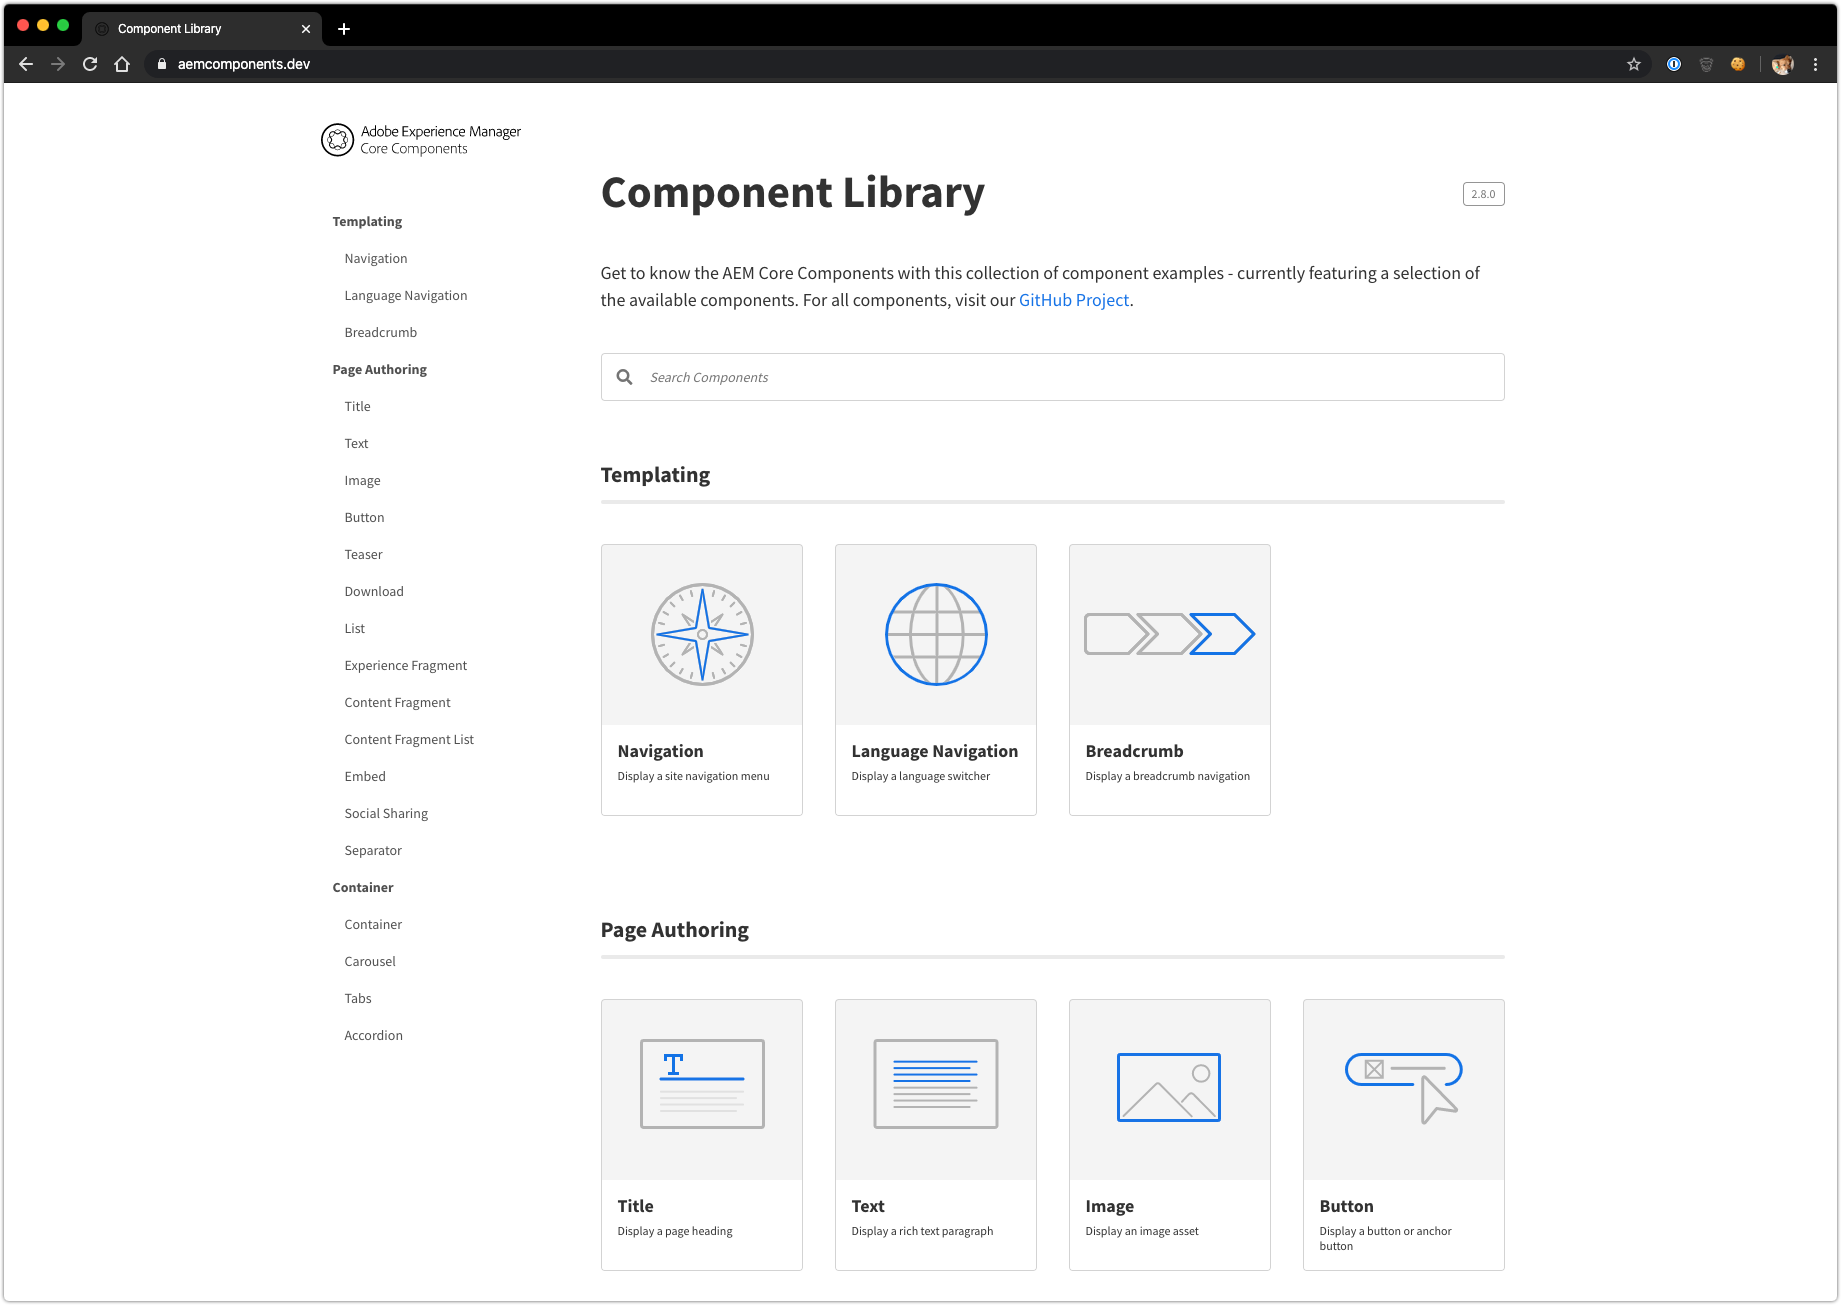 Component Library
aemcomponents.dev
Adobe Experience Manager
Core Components
Templating
Navigation
Language Navigation
Breadcrumb
Page Authoring
Title
Text
Image
Button
Teaser
Download
List
Experience Fragment
Content Fragment
Content Fragment List
Embed
Social Sharing
Separator
Container
Container
Carousel
Tabs
Accordion
Component Library
2.8.0
Get to know the AEM Core Components with this collection of component examples - currently featuring a selection of
the available components. For all components, visit our GitHub Project.
Search Components
Templating
Navigation
Display a site navigation menu
Language Navigation
Display a language switcher
Breadcrumb
Display a breadcrumb navigation
Page Authoring
T
Title
Display a page heading
Text
Display a rich text paragraph
Image
Display an image asset
Button
Display a button or anchor
button